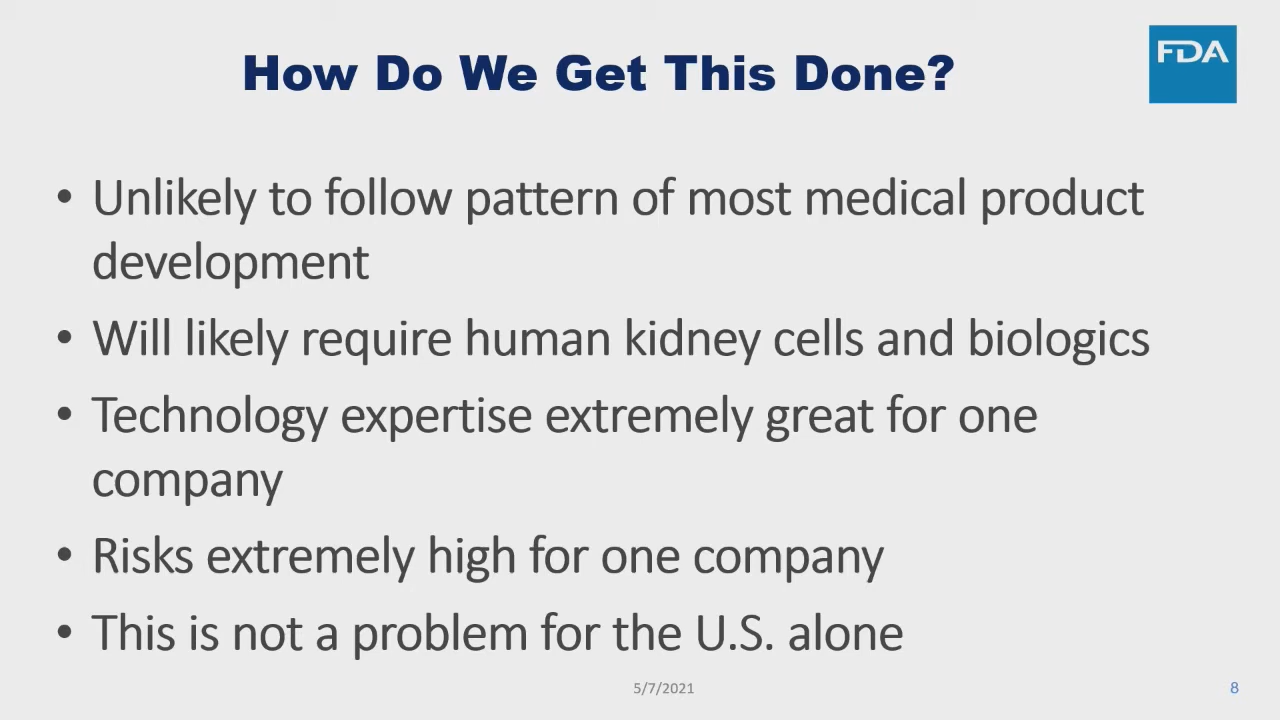 How Do We Get This Done?
FDA
• Unlikely to follow pattern of most medical product
development
• Will likely require human kidney cells and biologics
• Technology expertise extremely great for one
company
• Risks extremely high for one company
• This is not a problem for the U.S. alone
5/7/2021
8